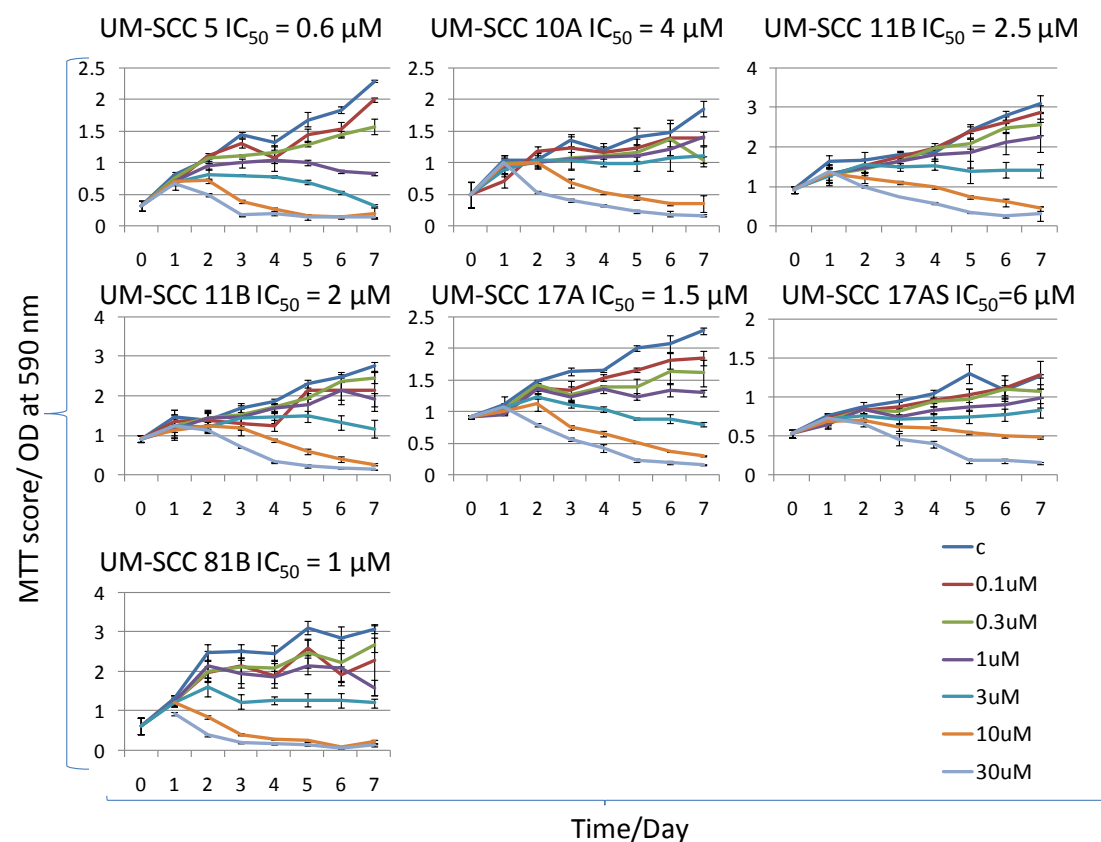 UM-SCC 5 IC50 = 0.6 µM
UM-SCC 10A IC50 = 4 µM
UM-SCC 11B IC50 = 2.5 µM
2.5
2
1.5
1
0.5
0
0 1 2 3 4 5 6 7
2.5
2
1.5
1
0.5
0
0 1 2 3 4 5 6 7
4
3
2
1
0
0 1 2 3 4 5 6 7
UM-SCC 11B IC50 = 2 µM
UM-SCC 17A IC50 = 1.5 µM
UM-SCC 17AS IC50=6 µM
4
3
2
1
0
0 1 2 3 4 5 6 7
2.5
2
1.5
1
0.5
0
0 1 2 3 4 5 6 7
2
1.5
1
0.5
0
0 1 2 3 4 5 6 7
UM-SCC 81B IC50 = 1 µM
4
3
2
1
0
0 1 2 3 4 5 6 7
c
0.1uM
0.3uM
1uM
3uM
10uM
30uM
MTT score/ OD at 590 nm
Time/Day